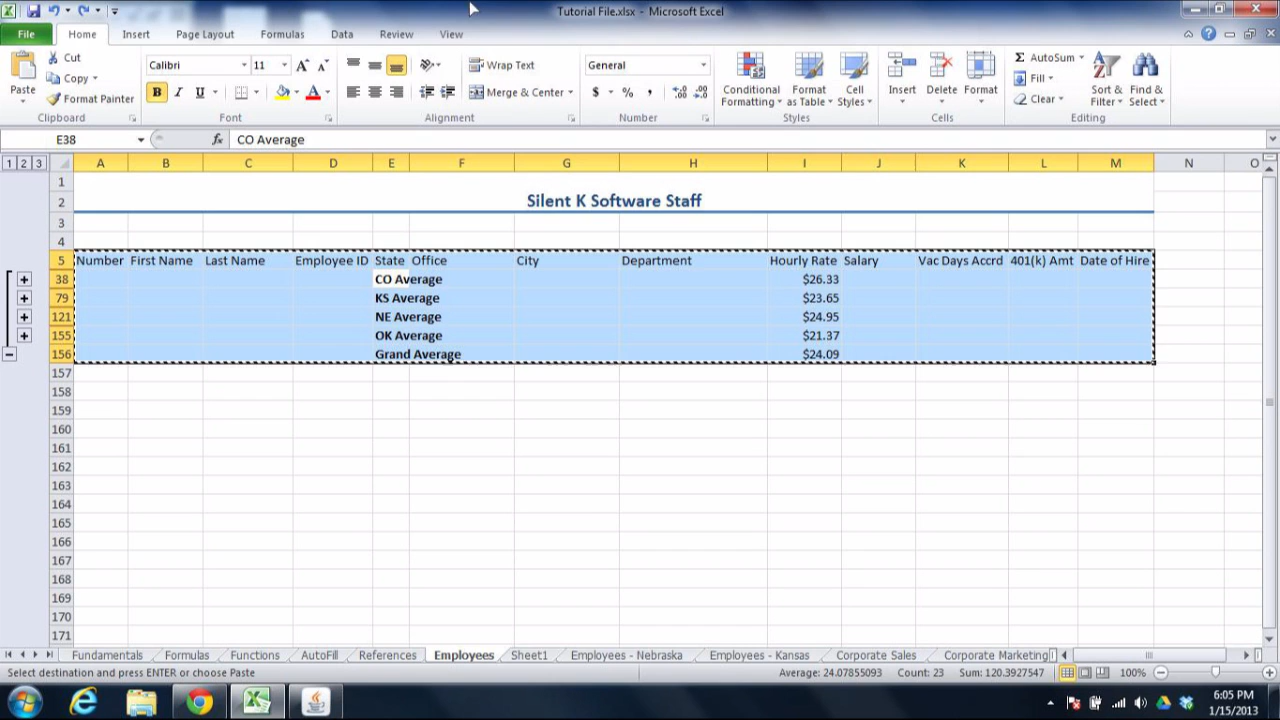 Tutorial File.xlsx - Microsoft Excel
File Home Insert Page Layout Formulas Data Review View
Cut
Copy
Format Painter
Paste
Clipboard
Calibri 11
B I U
Font
Wrap Text
Merge & Center
Alignment
General
$ % ,
Number
Conditional Formatting
Format as Table
Cell Styles
Styles
Insert Delete Format
Cells
AutoSum
Fill
Clear
Sort & Filter
Find & Select
Editing
E38 fx CO Average
1 2 3 A B C D E F G H I J K L M N O
1
2 Silent K Software Staff
3
4
5 Number First Name Last Name Employee ID State Office City Department Hourly Rate Salary Vac Days Accrd 401(k) Amt Date of Hire
38 CO Average $26.33
79 KS Average $23.65
121 NE Average $24.95
155 OK Average $21.37
156 Grand Average $24.09
157
158
159
160
161
162
163
164
165
166
167
168
169
170
171
Fundamentals Formulas Functions AutoFill References Employees Sheet1 Employees - Nebraska Employees - Kansas Corporate Sales Corporate Marketing
Select destination and press ENTER or choose Paste Average: 24.07855093 Count: 23 Sum: 120.3927547 100%
6:05 PM
1/15/2013